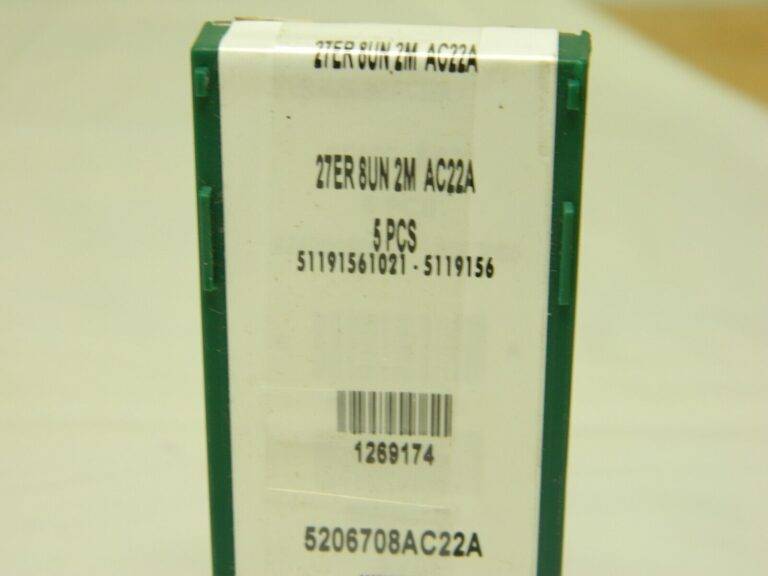 27ER 8UN 2M AC22A
27ER 8UN 2M AC22A
5 PCS
51191561021 - 5119156
1269174
5206708AC22A